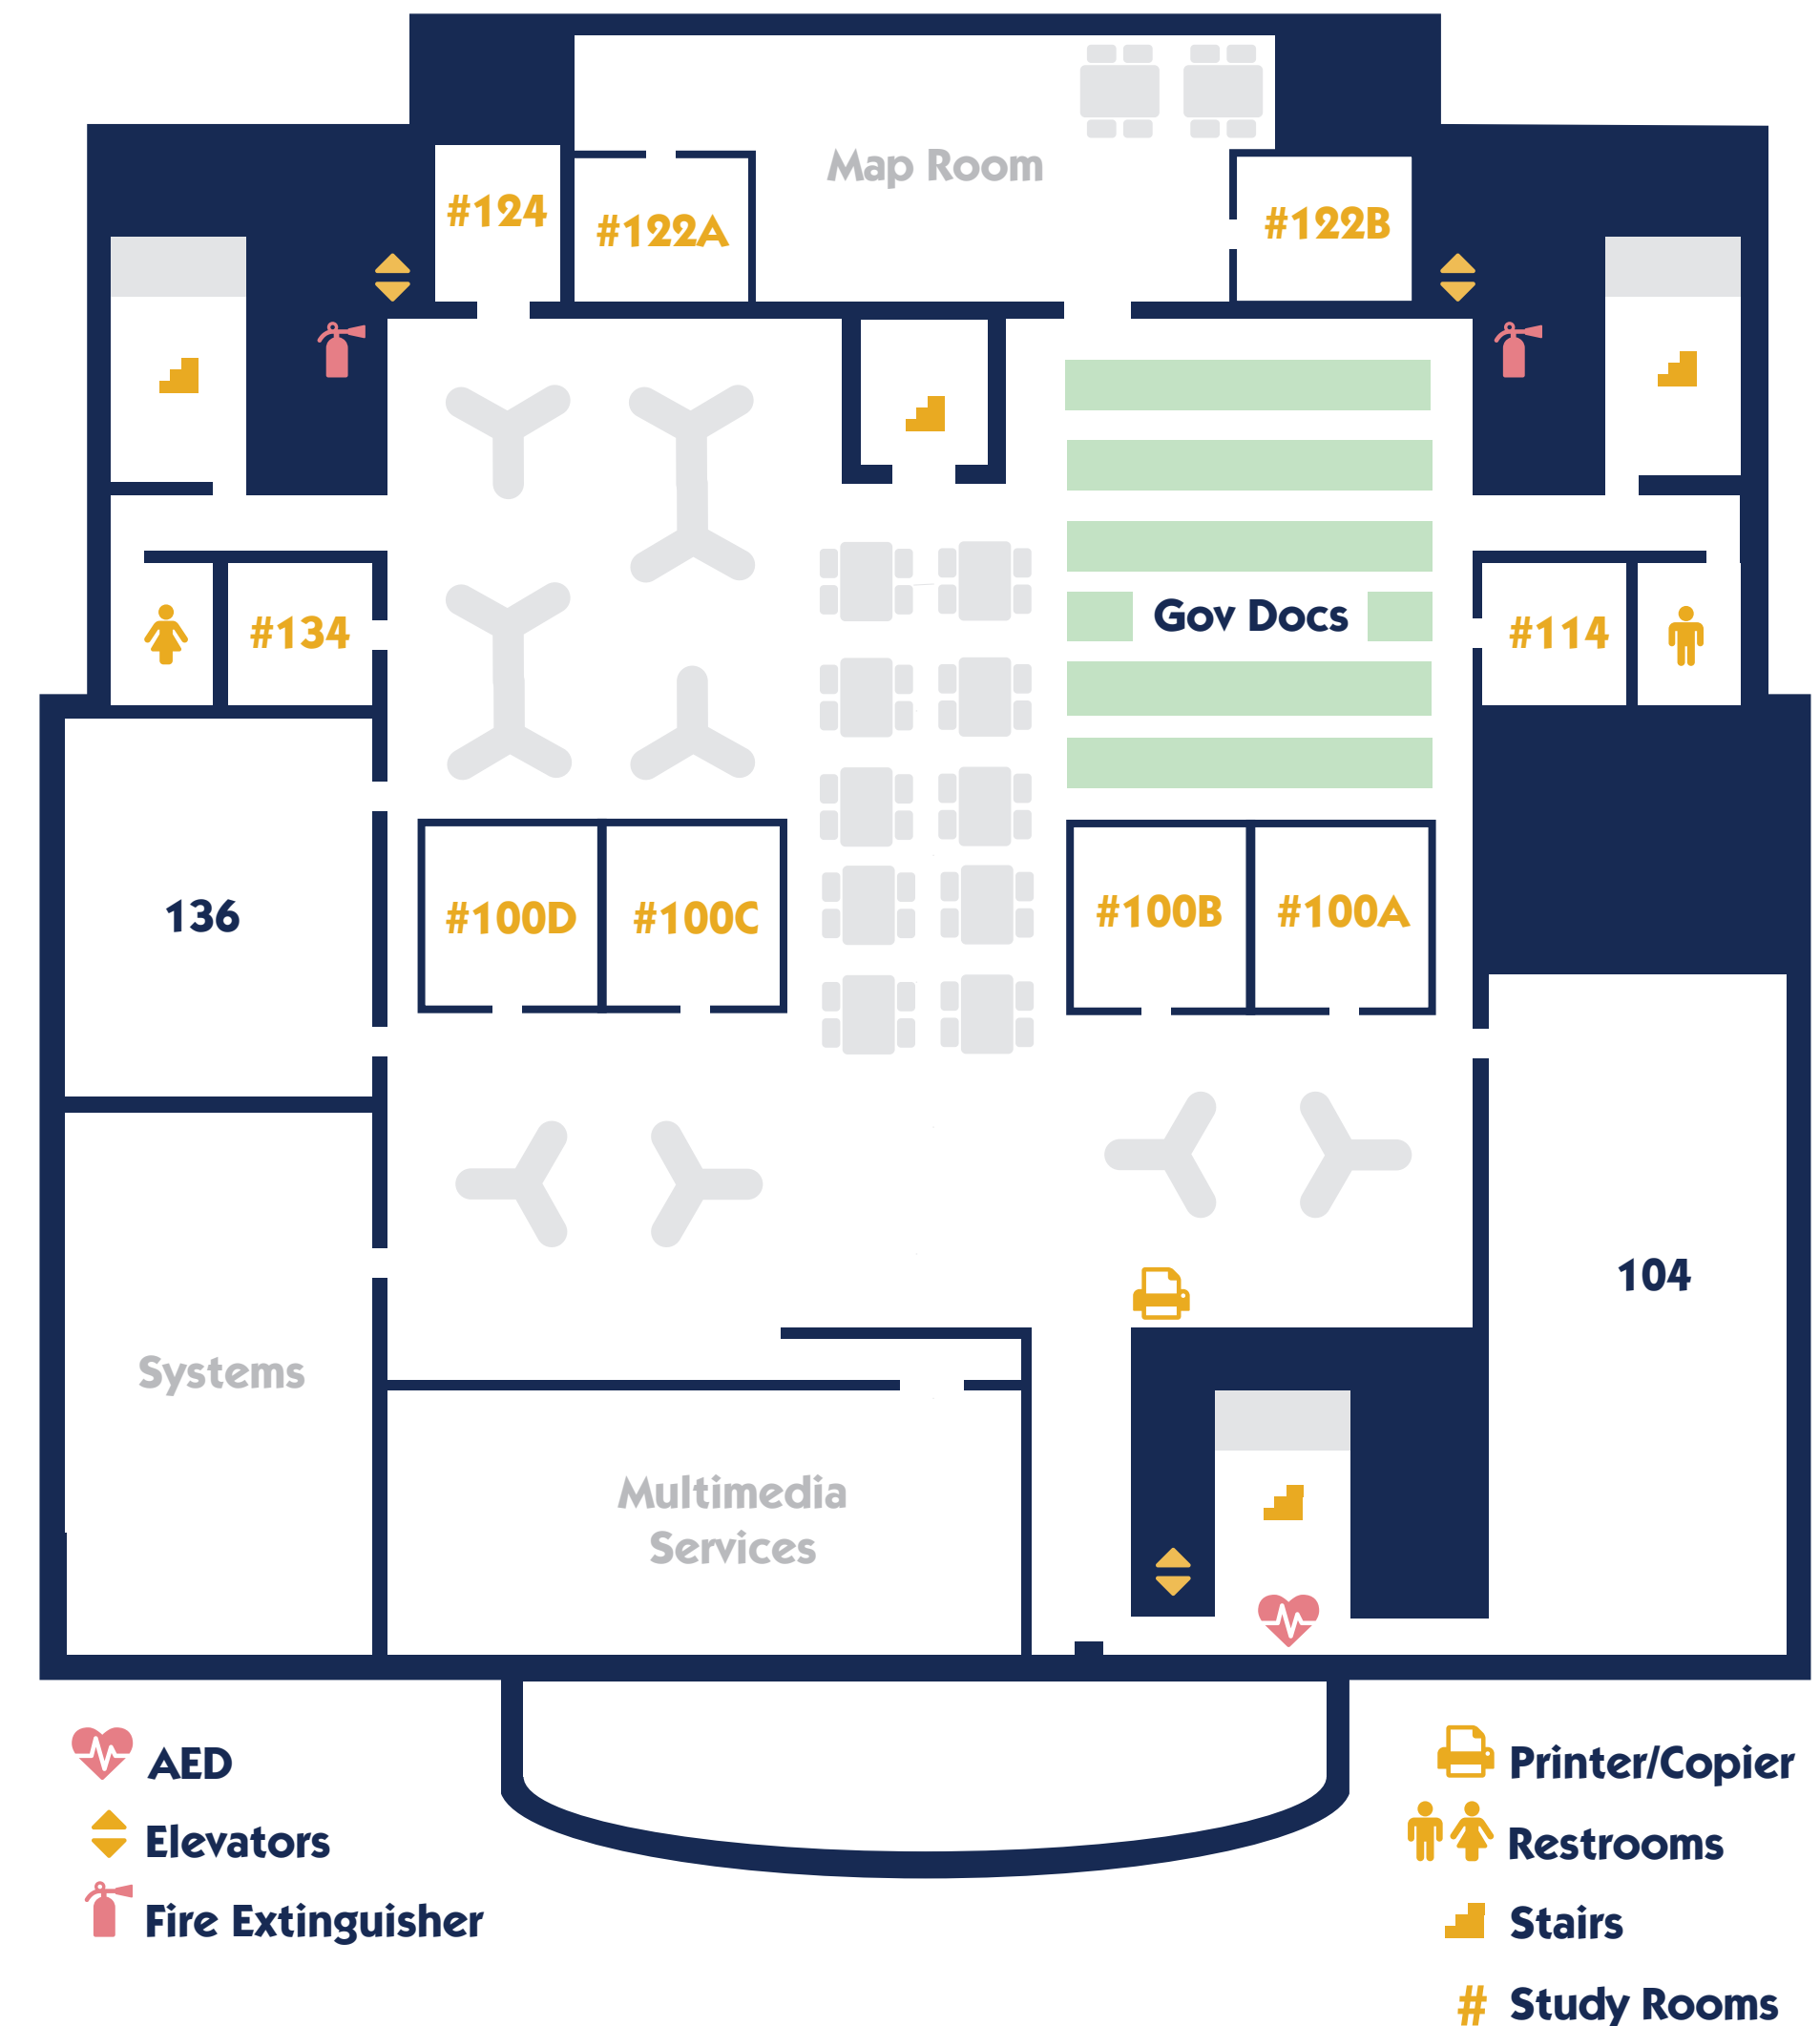 Map Room
#124
#122A
#122B
Gov Docs
#134
#114
136
#100D
#100C
#100B
#100A
104
Systems
Multimedia
Services
AED
Elevators
Fire Extinguisher
Printer/Copier
Restrooms
Stairs
# Study Rooms